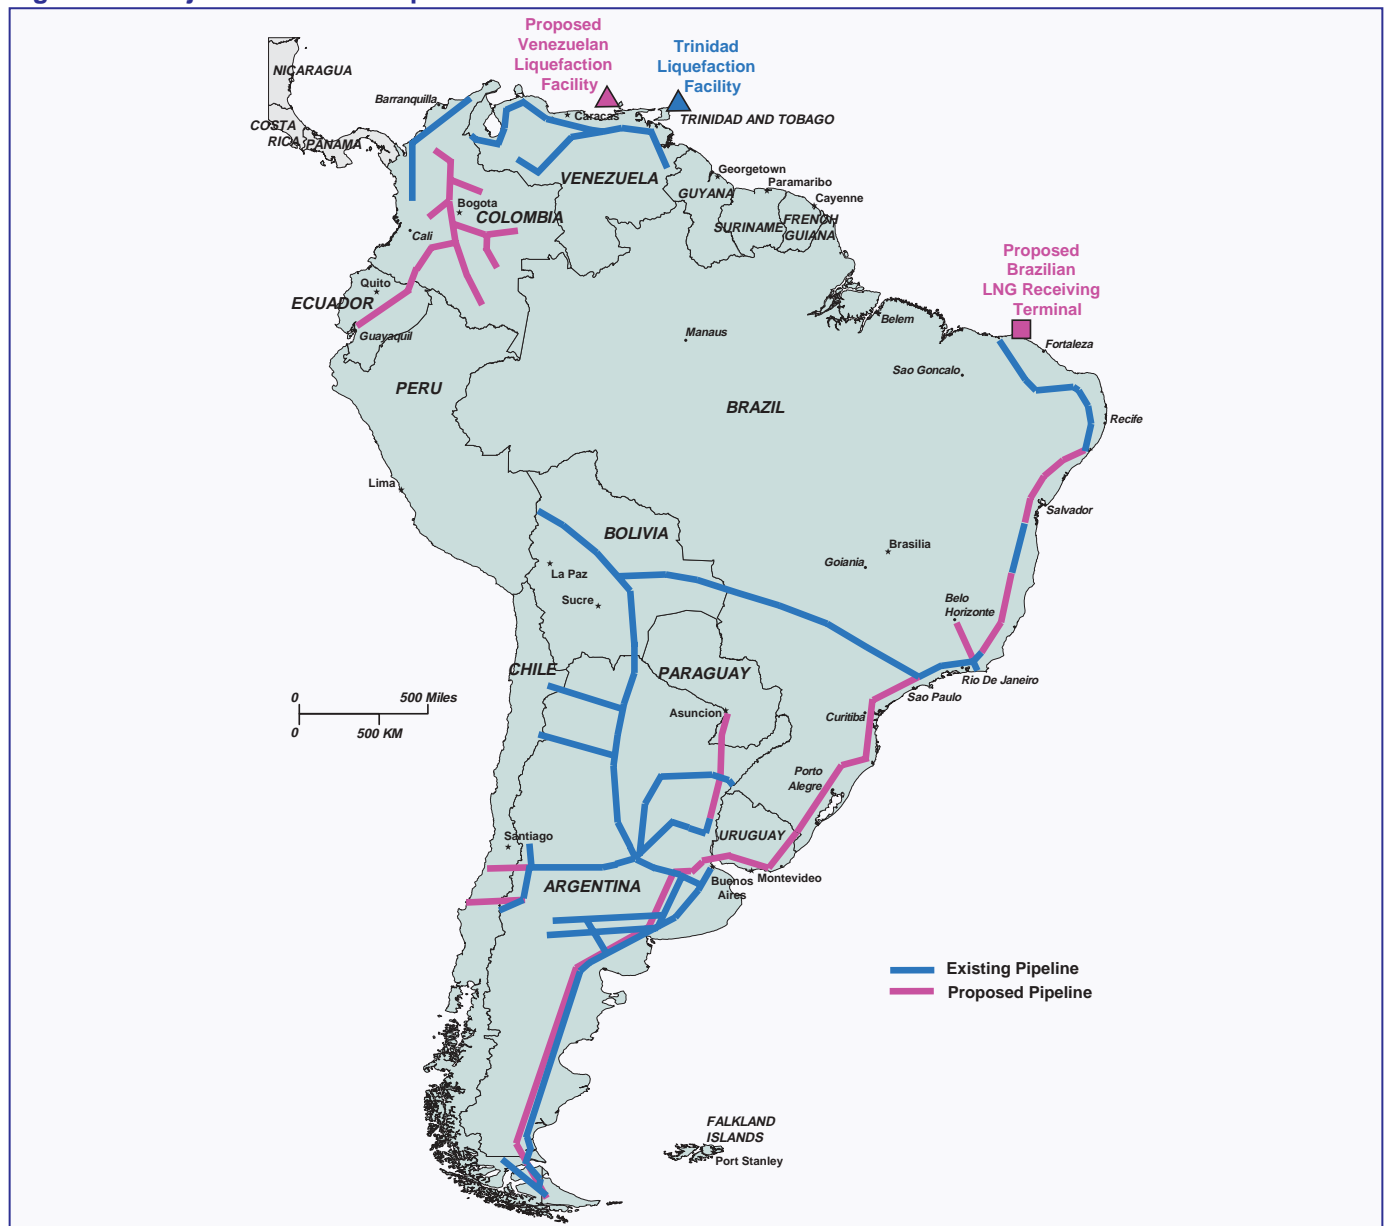 Proposed
Venezuelan
Liquefaction
Facility
Trinidad
Liquefaction
Facility
NICARAGUA
Barranquilla
Caracas
TRINIDAD AND TOBAGO
COSTA
RICA
PANAMA
VENEZUELA
Georgetown
Paramaribo
GUYANA
Cayenne
Bogota
COLOMBIA
SURINAME
FRENCH
GUIANA
Cali
Proposed
Brazilian
LNG Receiving
Terminal
Quito
ECUADOR
Guayaquil
Belem
Manaus
Fortaleza
Sao Goncalo
PERU
BRAZIL
Recife
Lima
Salvador
BOLIVIA
Brasilia
Goiania
La Paz
Sucre
Belo
Horizonte
CHILE
PARAGUAY
Rio De Janeiro
Sao Paulo
0
500 Miles
0
500 KM
Asuncion
Curitiba
Porto
Alegre
Santiago
URUGUAY
ARGENTINA
Buenos
Aires
Montevideo
Existing Pipeline
Proposed Pipeline
FALKLAND
ISLANDS
Port Stanley